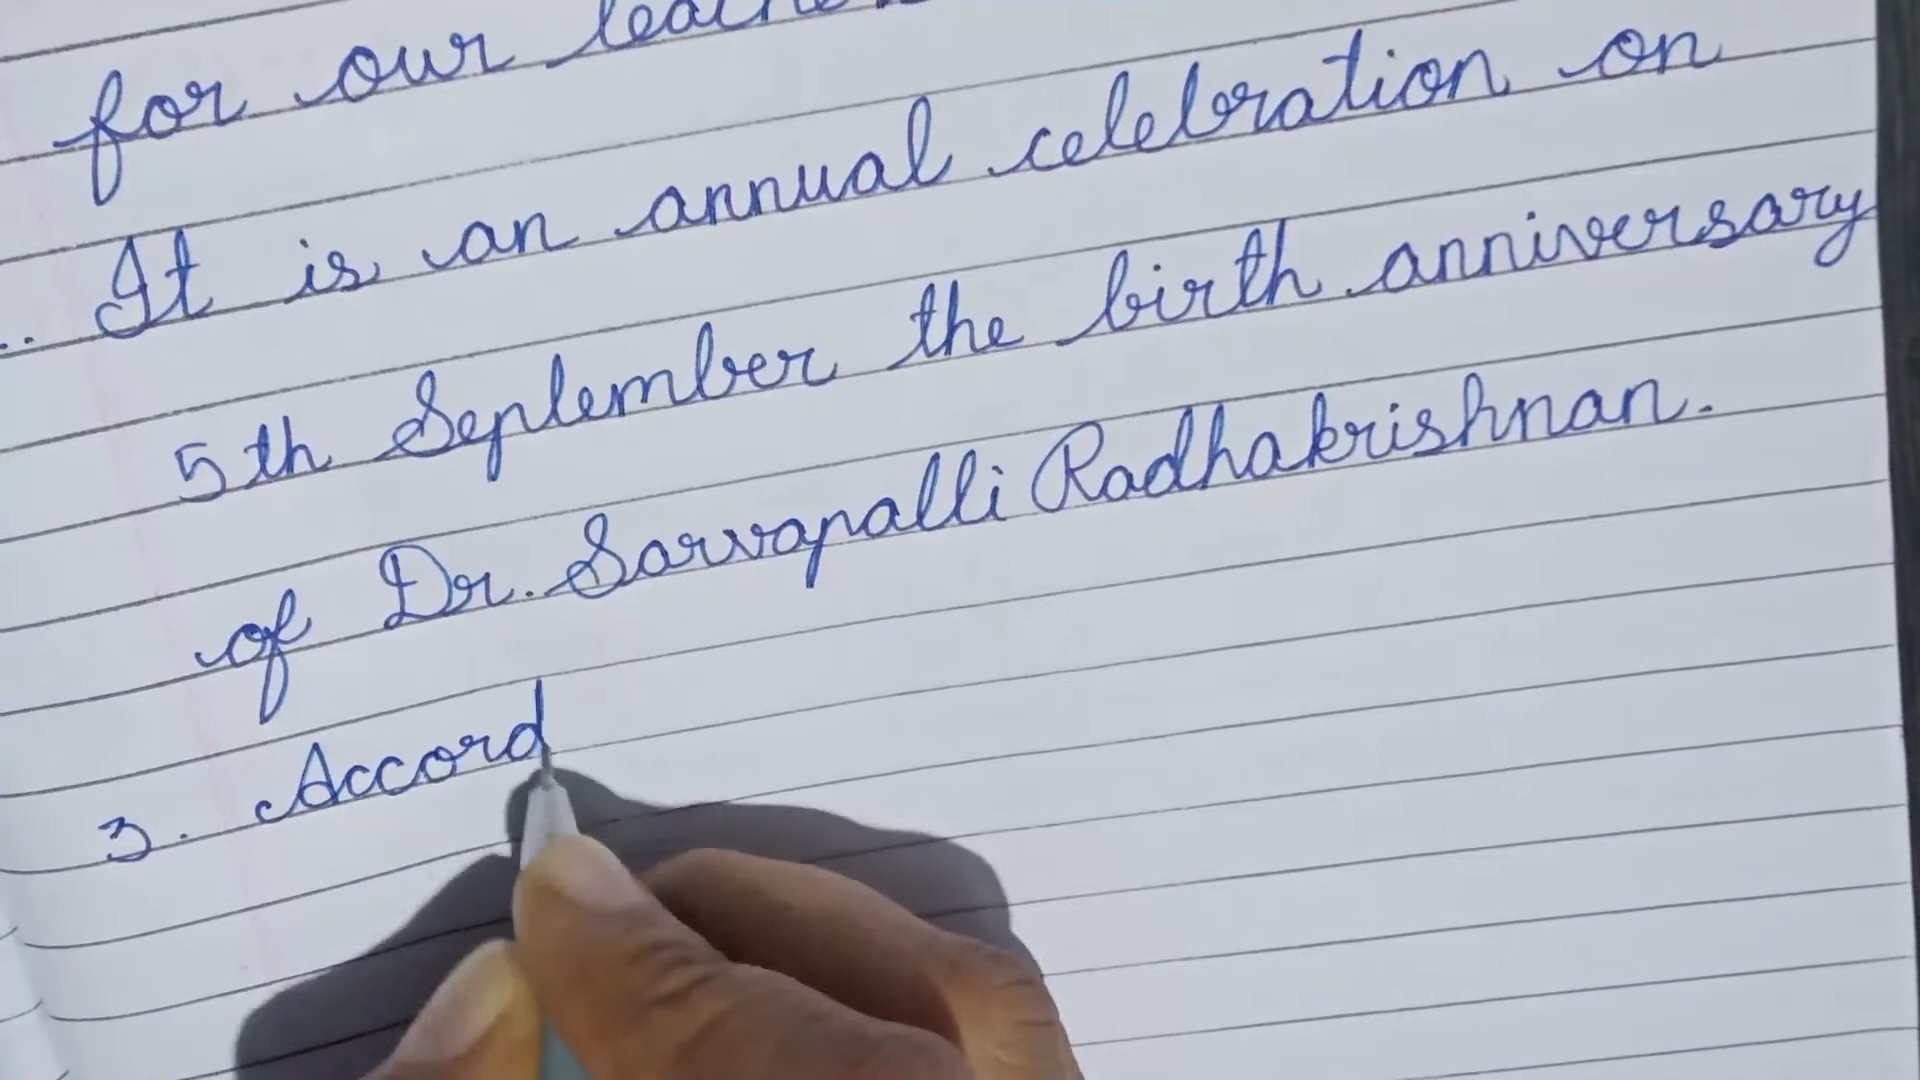 for our
It is an annual celebration on
5th September the birth anniversary
of Dr. Sarvapalli Radhakrishnan.
3. Accord